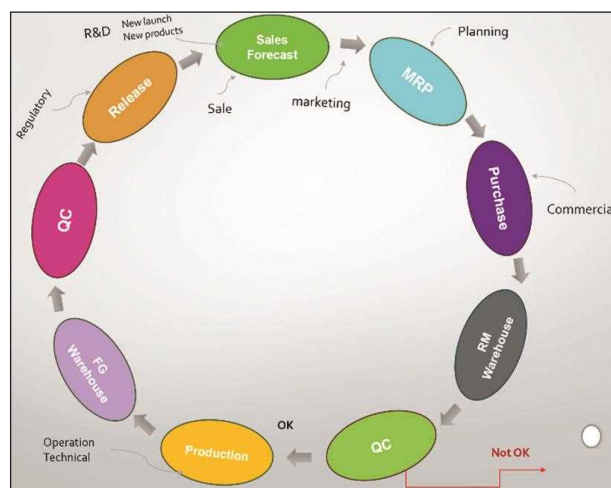 R&D
New launch
New products
Sales
Forecast
Planning
MRP
marketing
Sale
Regulatory
Release
Purchase
Commercia
QC
RM
Warehouse
FG
Warehouse
OK
QC
Not OK
Production
Operation
Technical